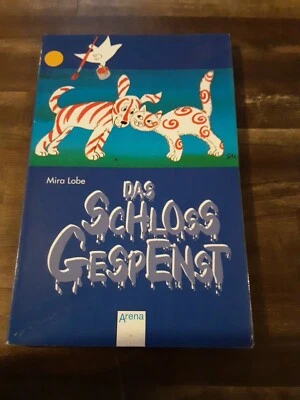 Mira Lobe
DAS
SCHLOSS
GESPENST
Arena